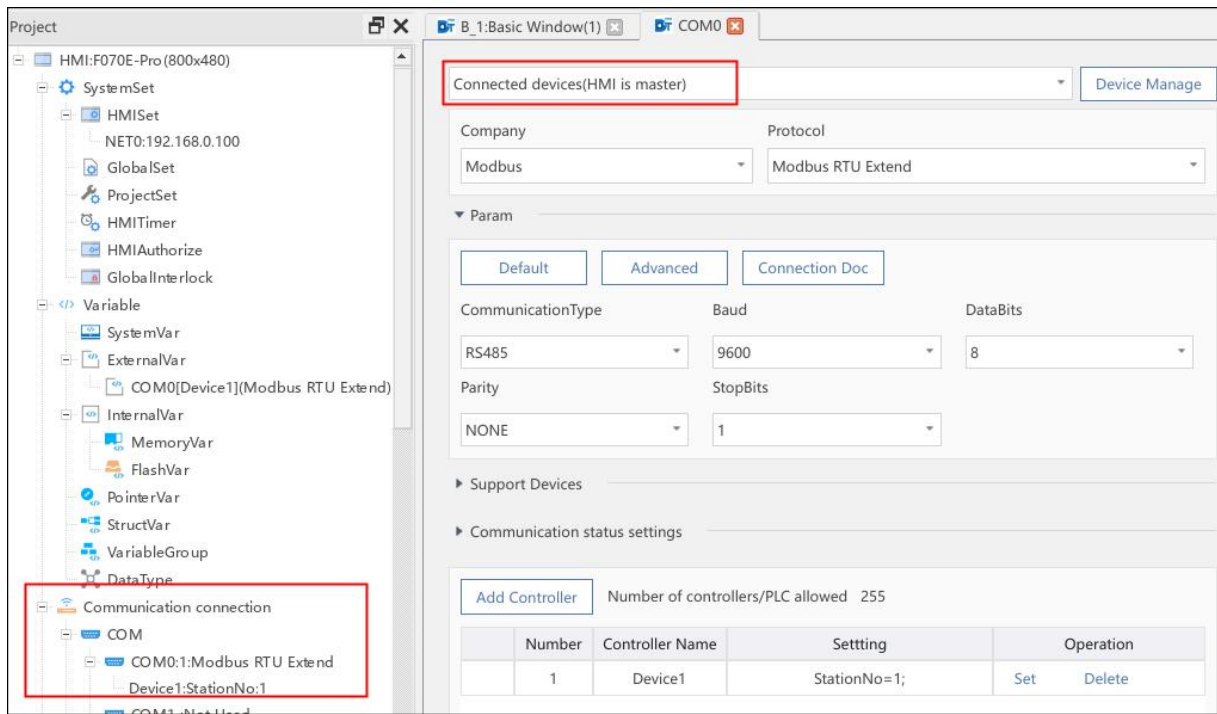 Project
HMI:F070E-Pro(800x480)
SystemSet
HMISet
NET0:192.168.0.100
GlobalSet
ProjectSet
HMITimer
HMIAuthorize
GlobalInterlock
Variable
SystemVar
ExternalVar
COM0[Device1](Modbus RTU Extend)
InternalVar
MemoryVar
FlashVar
PointerVar
StructVar
VariableGroup
DataType
Communication connection
COM
COM0:1:Modbus RTU Extend
Device1:StationNo:1
COM1 :Not Used
B_1:Basic Window(1) COM0
Connected devices(HMI is master) Device Manage
Company Protocol
Modbus Modbus RTU Extend
Param
Default Advanced Connection Doc
CommunicationType Baud DataBits
RS485 9600 8
Parity StopBits
NONE 1
Support Devices
Communication status settings
Add Controller Number of controllers/PLC allowed 255
Number Controller Name Settting Operation
1 Device1 StationNo=1; Set Delete